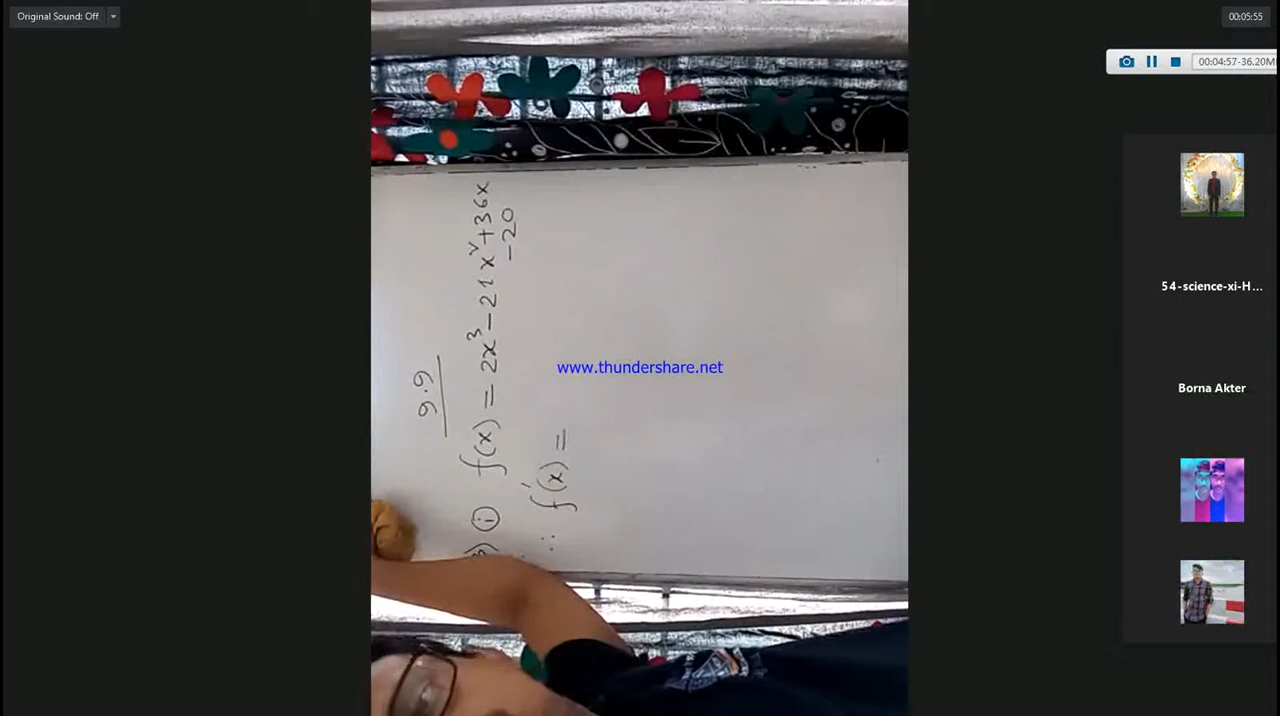 Original Sound: Off
00:05:55
00:04:57-36.20M
9.9
3) i f(x) = 2x³ - 21x² + 36x
-20
∴ f'(x) =
www.thundershare.net
54-science-xi-H...
Borna Akter